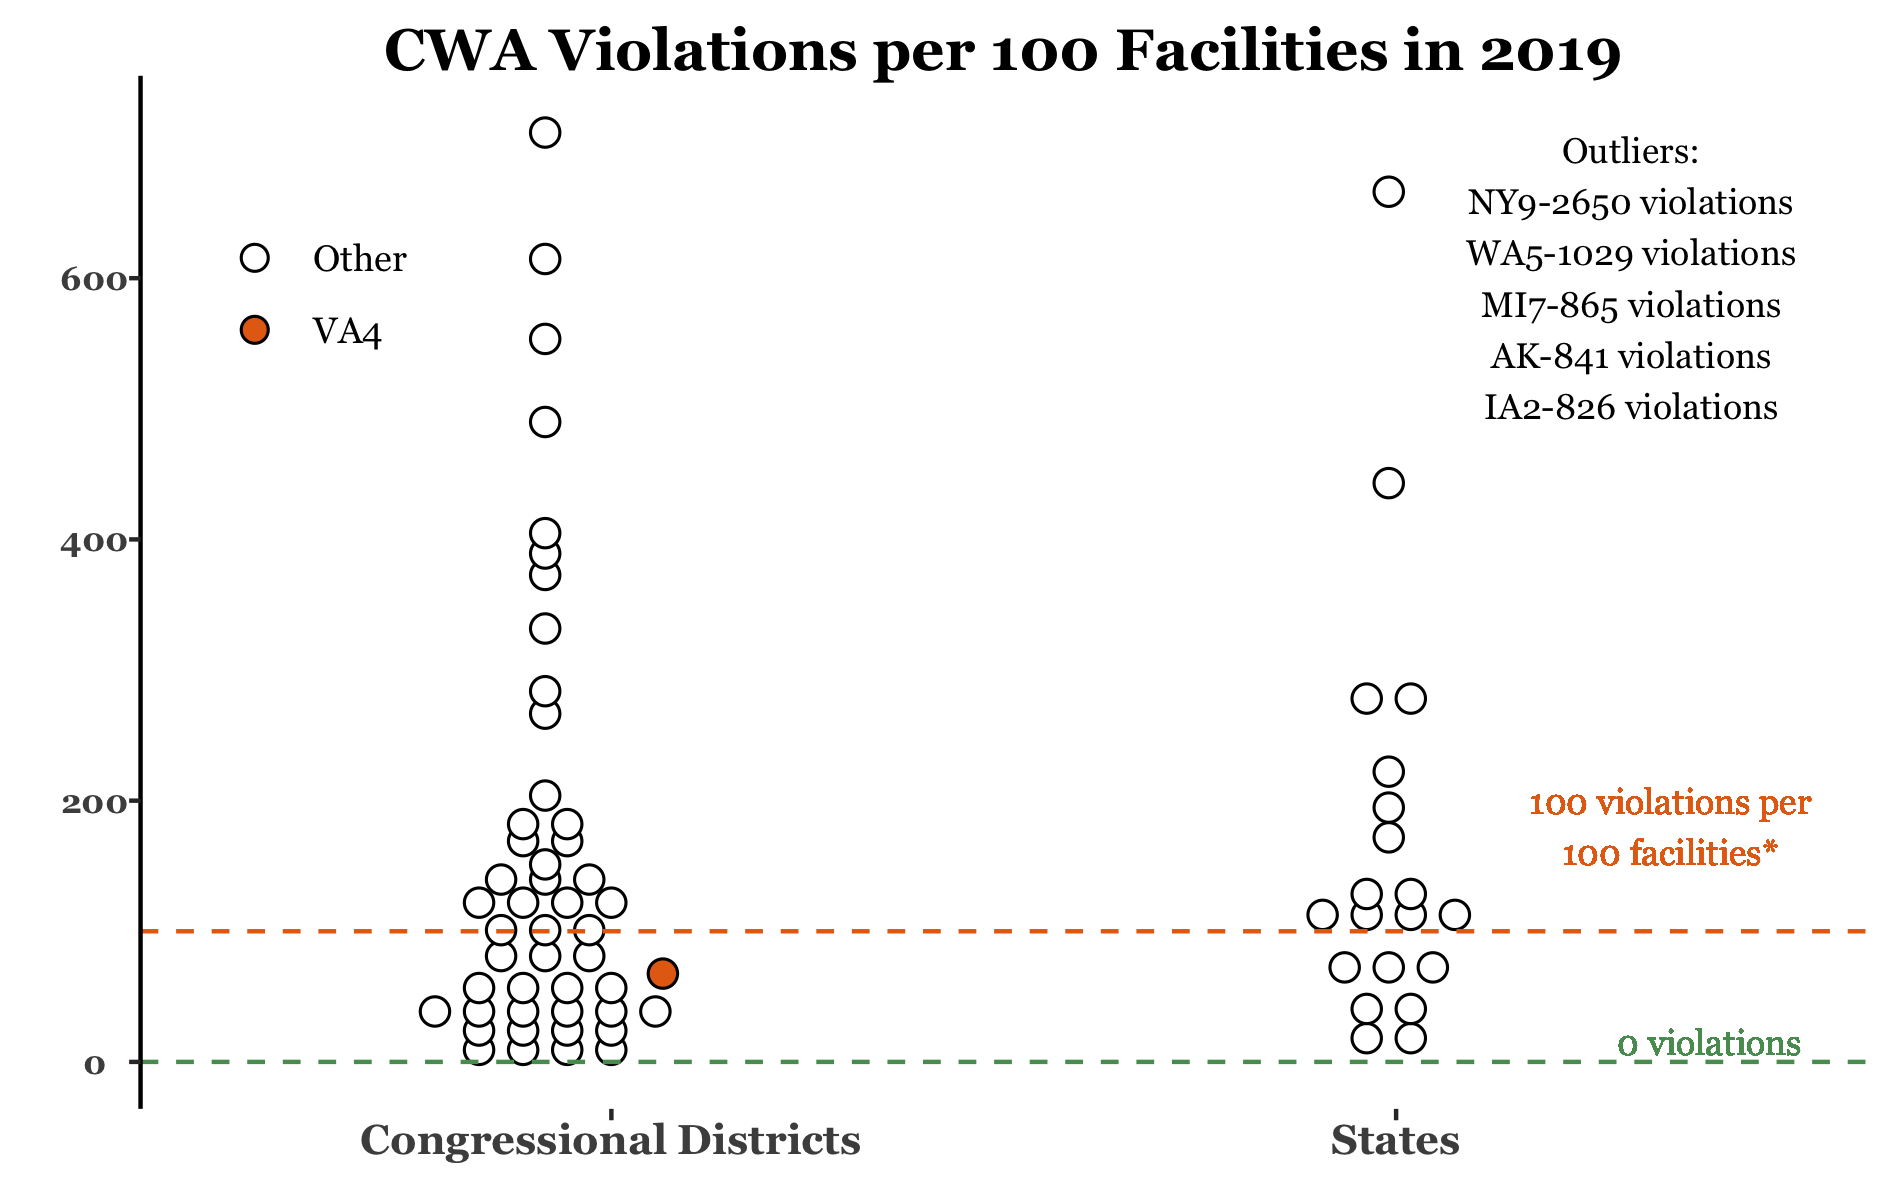 CWA Violations per 100 Facilities in 2019
Outliers:
NY9-2650 violations
WA5-1029 violations
MI7-865 violations
AK-841 violations
IA2-826 violations
Other
VA4
600
400
200
0
100 violations per
100 facilities*
0 violations
Congressional Districts
States